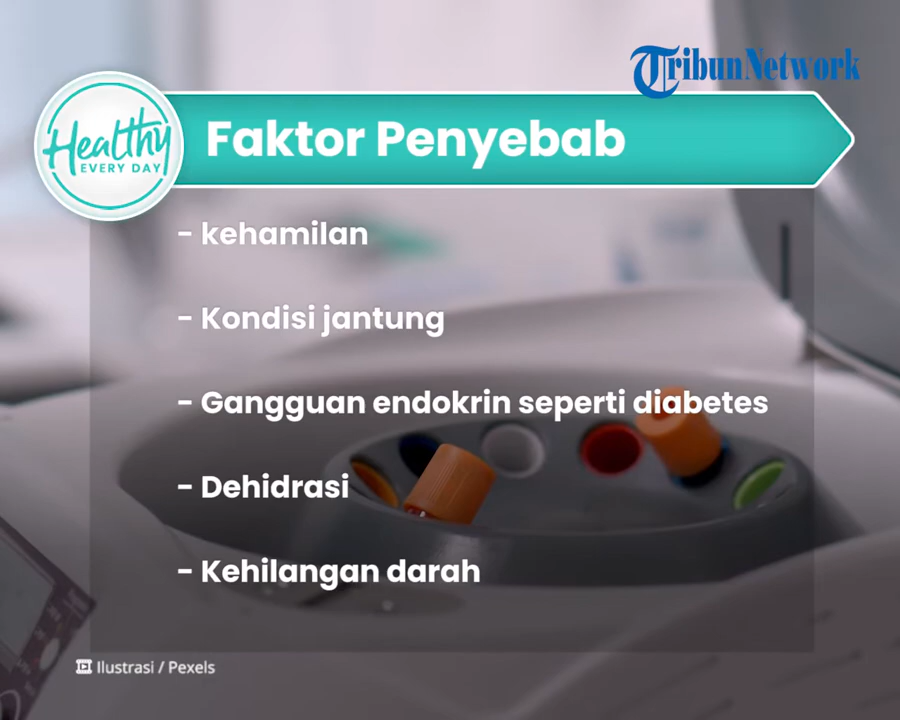 TribunNetwork
Healthy
EVERY DAY
Faktor Penyebab
- kehamilan
- Kondisi jantung
- Gangguan endokrin seperti diabetes
- Dehidrasi
- Kehilangan darah
Ilustrasi / Pexels